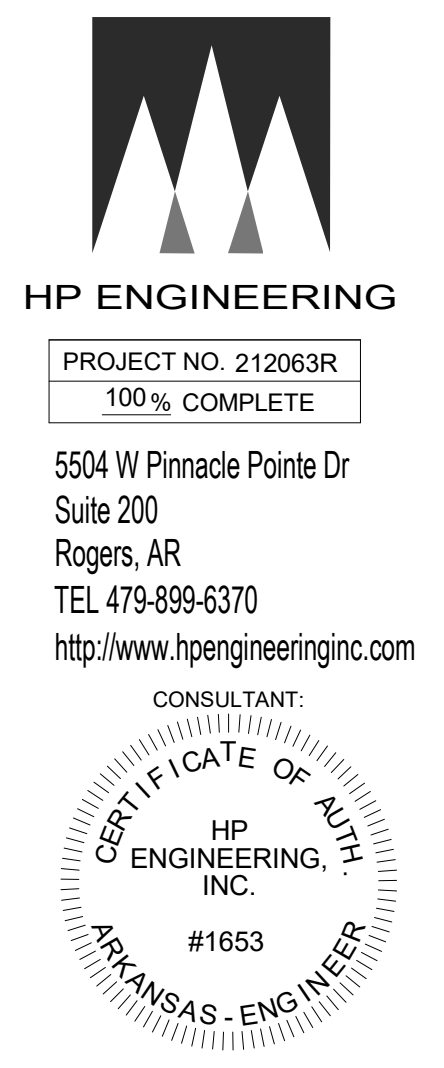 HP ENGINEERING
PROJECT NO. 212063R
100 % COMPLETE
5504 W Pinnacle Pointe Dr
Suite 200
Rogers, AR
TEL 479-899-6370
http://www.hpengineeringinc.com
CONSULTANT:
CERTIFICATE OF AUTH.
HP
ENGINEERING,
INC.
#1653
ARKANSAS - ENGINEER